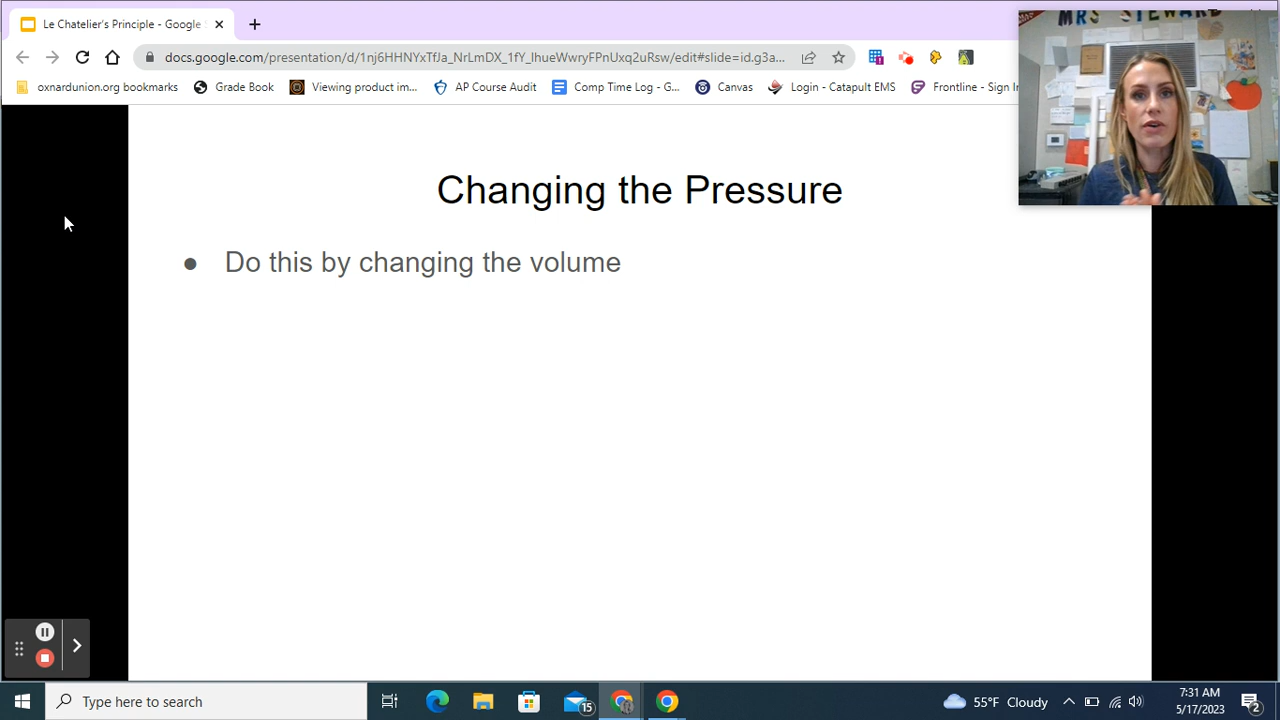 Le Chatelier's Principle - Google
docs.google.com/presentation/d/1nj6HHNYxTfJa_NrLmDX_1fY_lhueWwryFPnUxq2uRsw/edit#slide=id.g3a...
oxnardunion.org bookmarks
Grade Book
Viewing product im...
AP Course Audit
Comp Time Log - G...
Canvas
Login - Catapult EMS
Frontline - Sign In
MRS STEWARD
Changing the Pressure
● Do this by changing the volume
Type here to search
15
55°F Cloudy
7:31 AM
5/17/2023
2